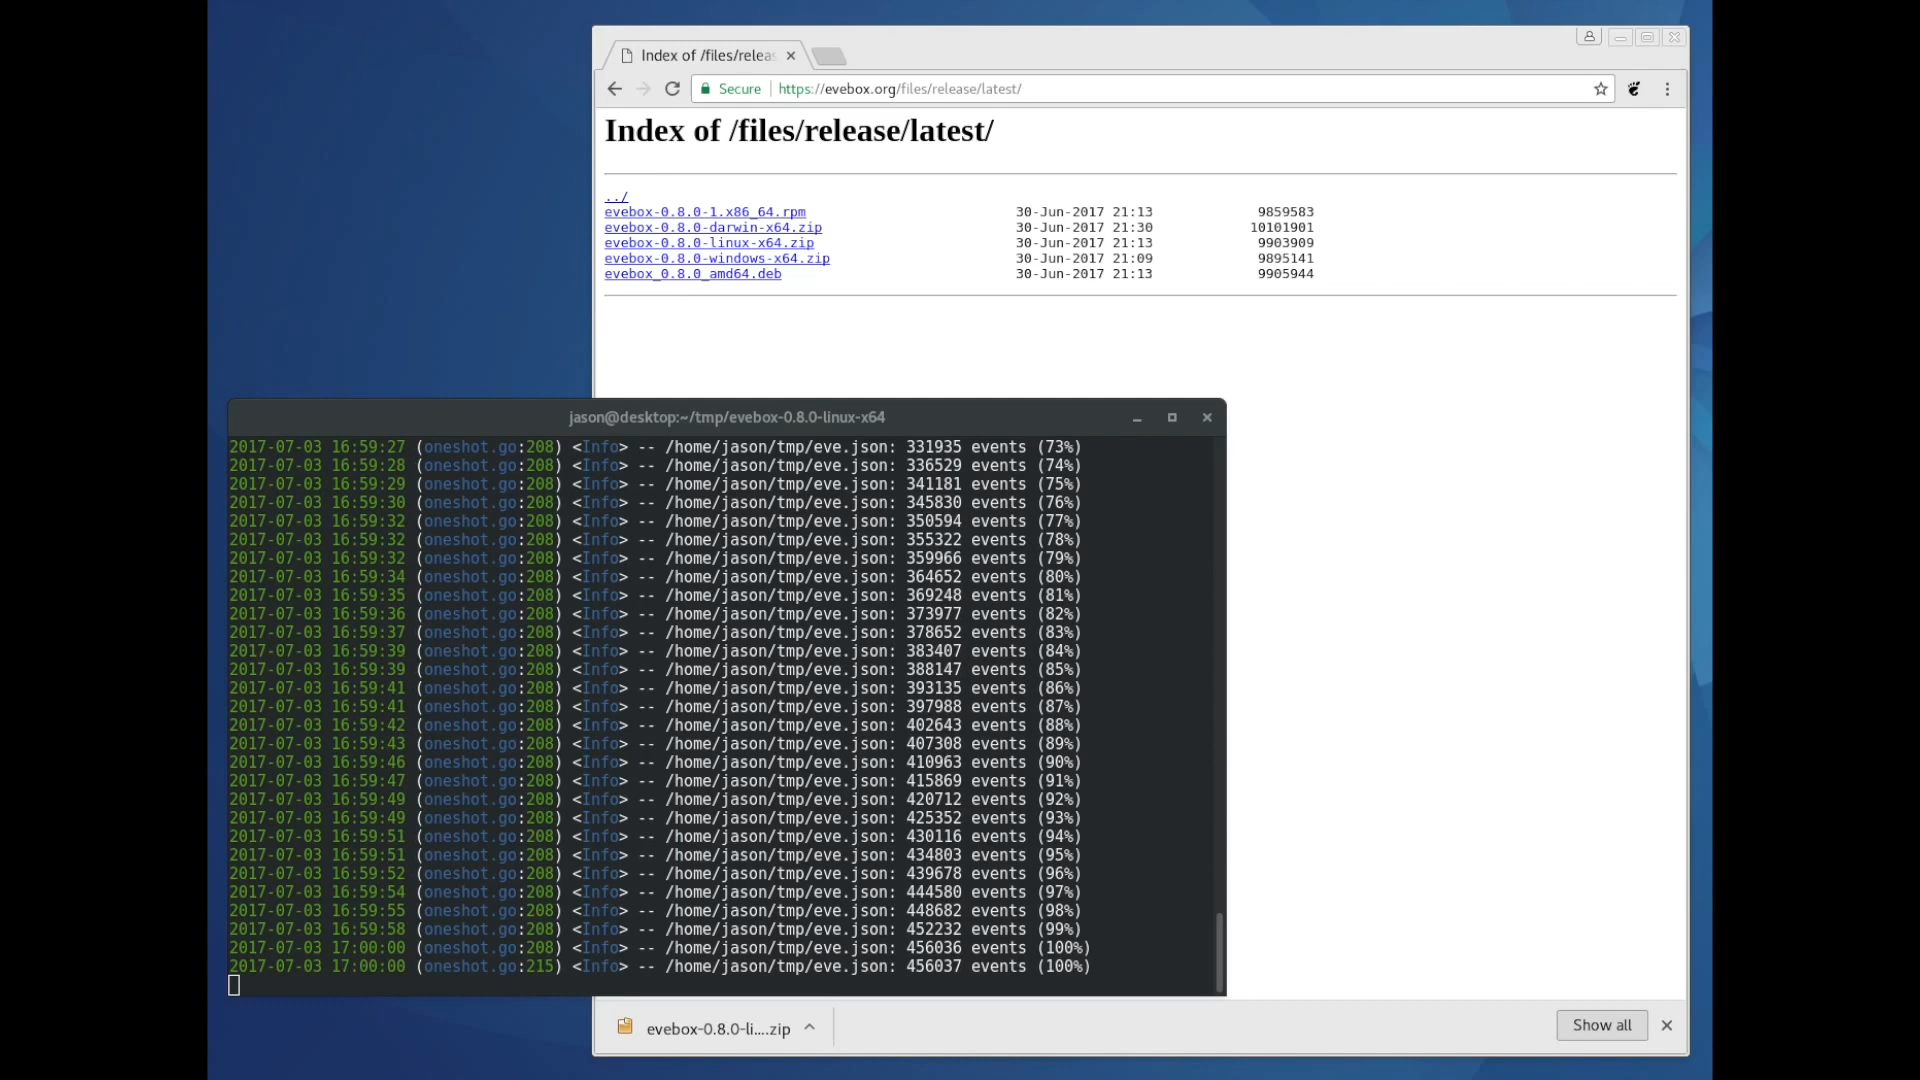 Index of /files/releas
Secure
https://evebox.org/files/release/latest/
Index of /files/release/latest/
../
evebox-0.8.0-1.x86_64.rpm 30-Jun-2017 21:13 9859583
evebox-0.8.0-darwin-x64.zip 30-Jun-2017 21:30 10101901
evebox-0.8.0-linux-x64.zip 30-Jun-2017 21:13 9903909
evebox-0.8.0-windows-x64.zip 30-Jun-2017 21:09 9895141
evebox_0.8.0_amd64.deb 30-Jun-2017 21:13 9905944
jason@desktop:~/tmp/evebox-0.8.0-linux-x64
2017-07-03 16:59:27 (oneshot.go:208) <Info> -- /home/jason/tmp/eve.json: 331935 events (73%)
2017-07-03 16:59:28 (oneshot.go:208) <Info> -- /home/jason/tmp/eve.json: 336529 events (74%)
2017-07-03 16:59:29 (oneshot.go:208) <Info> -- /home/jason/tmp/eve.json: 341181 events (75%)
2017-07-03 16:59:30 (oneshot.go:208) <Info> -- /home/jason/tmp/eve.json: 345830 events (76%)
2017-07-03 16:59:32 (oneshot.go:208) <Info> -- /home/jason/tmp/eve.json: 350594 events (77%)
2017-07-03 16:59:32 (oneshot.go:208) <Info> -- /home/jason/tmp/eve.json: 355322 events (78%)
2017-07-03 16:59:32 (oneshot.go:208) <Info> -- /home/jason/tmp/eve.json: 359966 events (79%)
2017-07-03 16:59:34 (oneshot.go:208) <Info> -- /home/jason/tmp/eve.json: 364652 events (80%)
2017-07-03 16:59:35 (oneshot.go:208) <Info> -- /home/jason/tmp/eve.json: 369248 events (81%)
2017-07-03 16:59:36 (oneshot.go:208) <Info> -- /home/jason/tmp/eve.json: 373977 events (82%)
2017-07-03 16:59:37 (oneshot.go:208) <Info> -- /home/jason/tmp/eve.json: 378652 events (83%)
2017-07-03 16:59:39 (oneshot.go:208) <Info> -- /home/jason/tmp/eve.json: 383407 events (84%)
2017-07-03 16:59:39 (oneshot.go:208) <Info> -- /home/jason/tmp/eve.json: 388147 events (85%)
2017-07-03 16:59:41 (oneshot.go:208) <Info> -- /home/jason/tmp/eve.json: 393135 events (86%)
2017-07-03 16:59:41 (oneshot.go:208) <Info> -- /home/jason/tmp/eve.json: 397988 events (87%)
2017-07-03 16:59:42 (oneshot.go:208) <Info> -- /home/jason/tmp/eve.json: 402643 events (88%)
2017-07-03 16:59:43 (oneshot.go:208) <Info> -- /home/jason/tmp/eve.json: 407308 events (89%)
2017-07-03 16:59:46 (oneshot.go:208) <Info> -- /home/jason/tmp/eve.json: 410963 events (90%)
2017-07-03 16:59:47 (oneshot.go:208) <Info> -- /home/jason/tmp/eve.json: 415869 events (91%)
2017-07-03 16:59:49 (oneshot.go:208) <Info> -- /home/jason/tmp/eve.json: 420712 events (92%)
2017-07-03 16:59:49 (oneshot.go:208) <Info> -- /home/jason/tmp/eve.json: 425352 events (93%)
2017-07-03 16:59:51 (oneshot.go:208) <Info> -- /home/jason/tmp/eve.json: 430116 events (94%)
2017-07-03 16:59:51 (oneshot.go:208) <Info> -- /home/jason/tmp/eve.json: 434803 events (95%)
2017-07-03 16:59:52 (oneshot.go:208) <Info> -- /home/jason/tmp/eve.json: 439678 events (96%)
2017-07-03 16:59:54 (oneshot.go:208) <Info> -- /home/jason/tmp/eve.json: 444580 events (97%)
2017-07-03 16:59:55 (oneshot.go:208) <Info> -- /home/jason/tmp/eve.json: 448682 events (98%)
2017-07-03 16:59:58 (oneshot.go:208) <Info> -- /home/jason/tmp/eve.json: 452232 events (99%)
2017-07-03 17:00:00 (oneshot.go:208) <Info> -- /home/jason/tmp/eve.json: 456036 events (100%)
2017-07-03 17:00:00 (oneshot.go:215) <Info> -- /home/jason/tmp/eve.json: 456037 events (100%)
evebox-0.8.0-li....zip
Show all